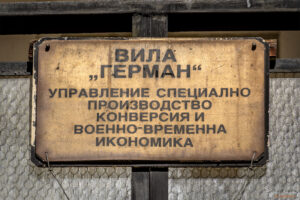 ВИЛА
„ГЕРМАН“
УПРАВЛЕНИЕ СПЕЦИАЛНО
ПРОИЗВОДСТВО
КОНВЕРСИЯ И
ВОЕННО-ВРЕМЕННА
ИКОНОМИКА